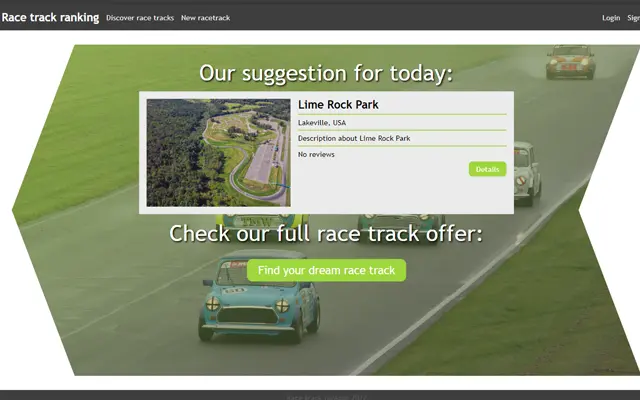 Race track ranking Discover race tracks New racetrack Login Sign
Our suggestion for today:
Lime Rock Park
Lakeville, USA
Description about Lime Rock Park
No reviews
Details
TMW
Check our full race track offer:
Find your dream race track